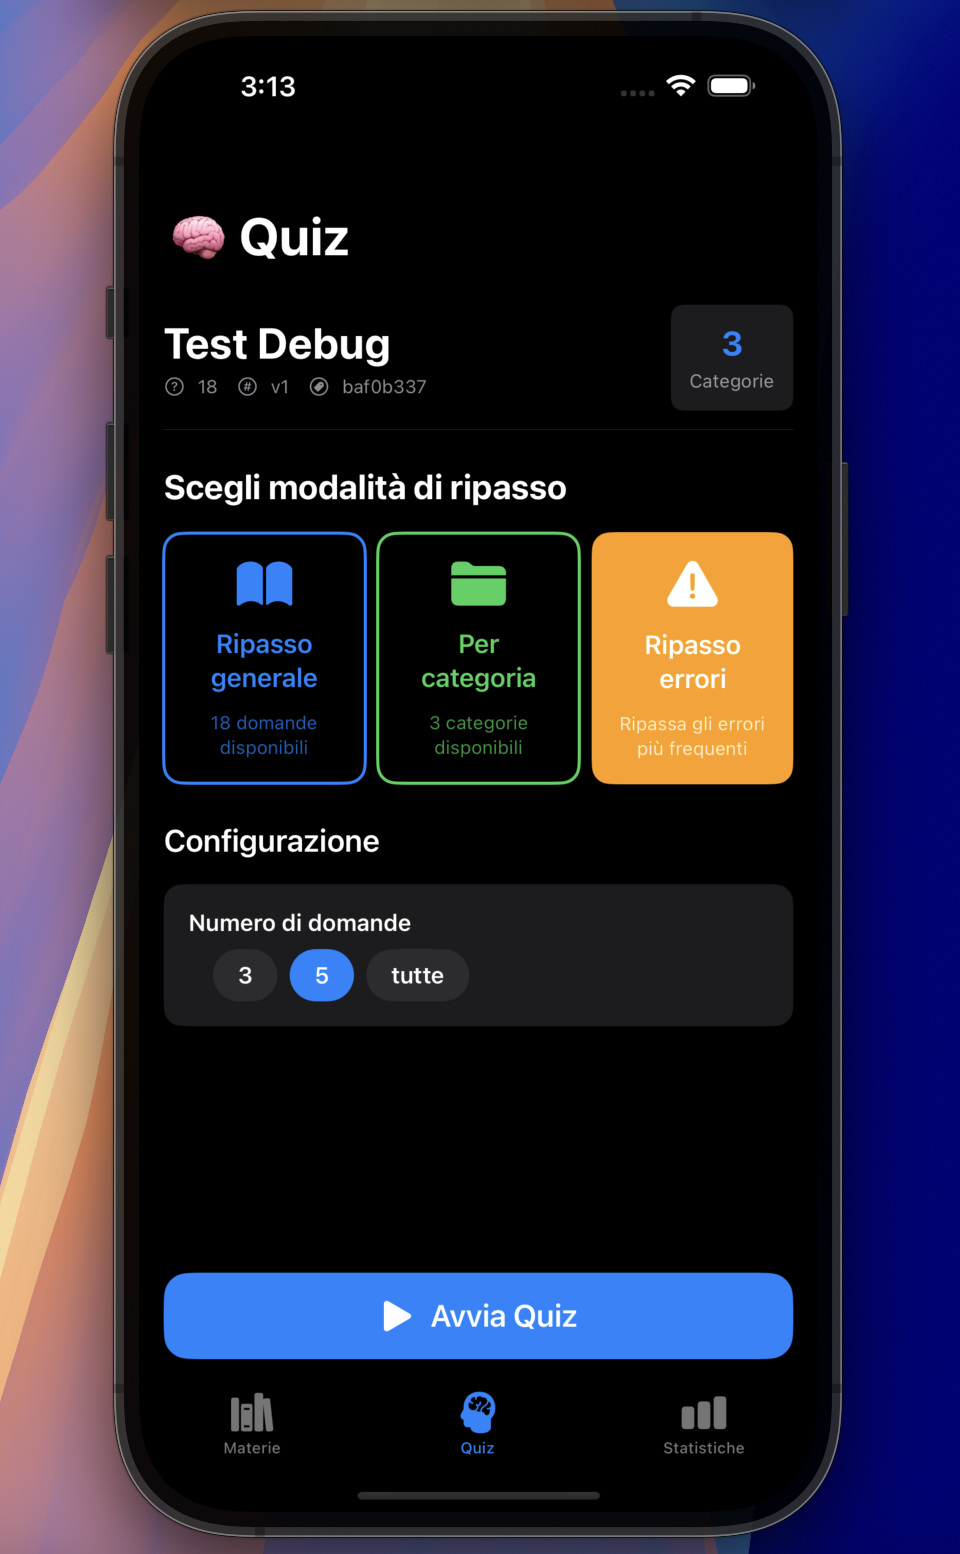 3:13
Quiz
Test Debug
18 v1 baf0b337
3
Categorie
Scegli modalità di ripasso
Ripasso
generale
18 domande
disponibili
Per
categoria
3 categorie
disponibili
Ripasso
errori
Ripassa gli errori
più frequenti
Configurazione
Numero di domande
3 5 tutte
Avvia Quiz
Materie Quiz Statistiche